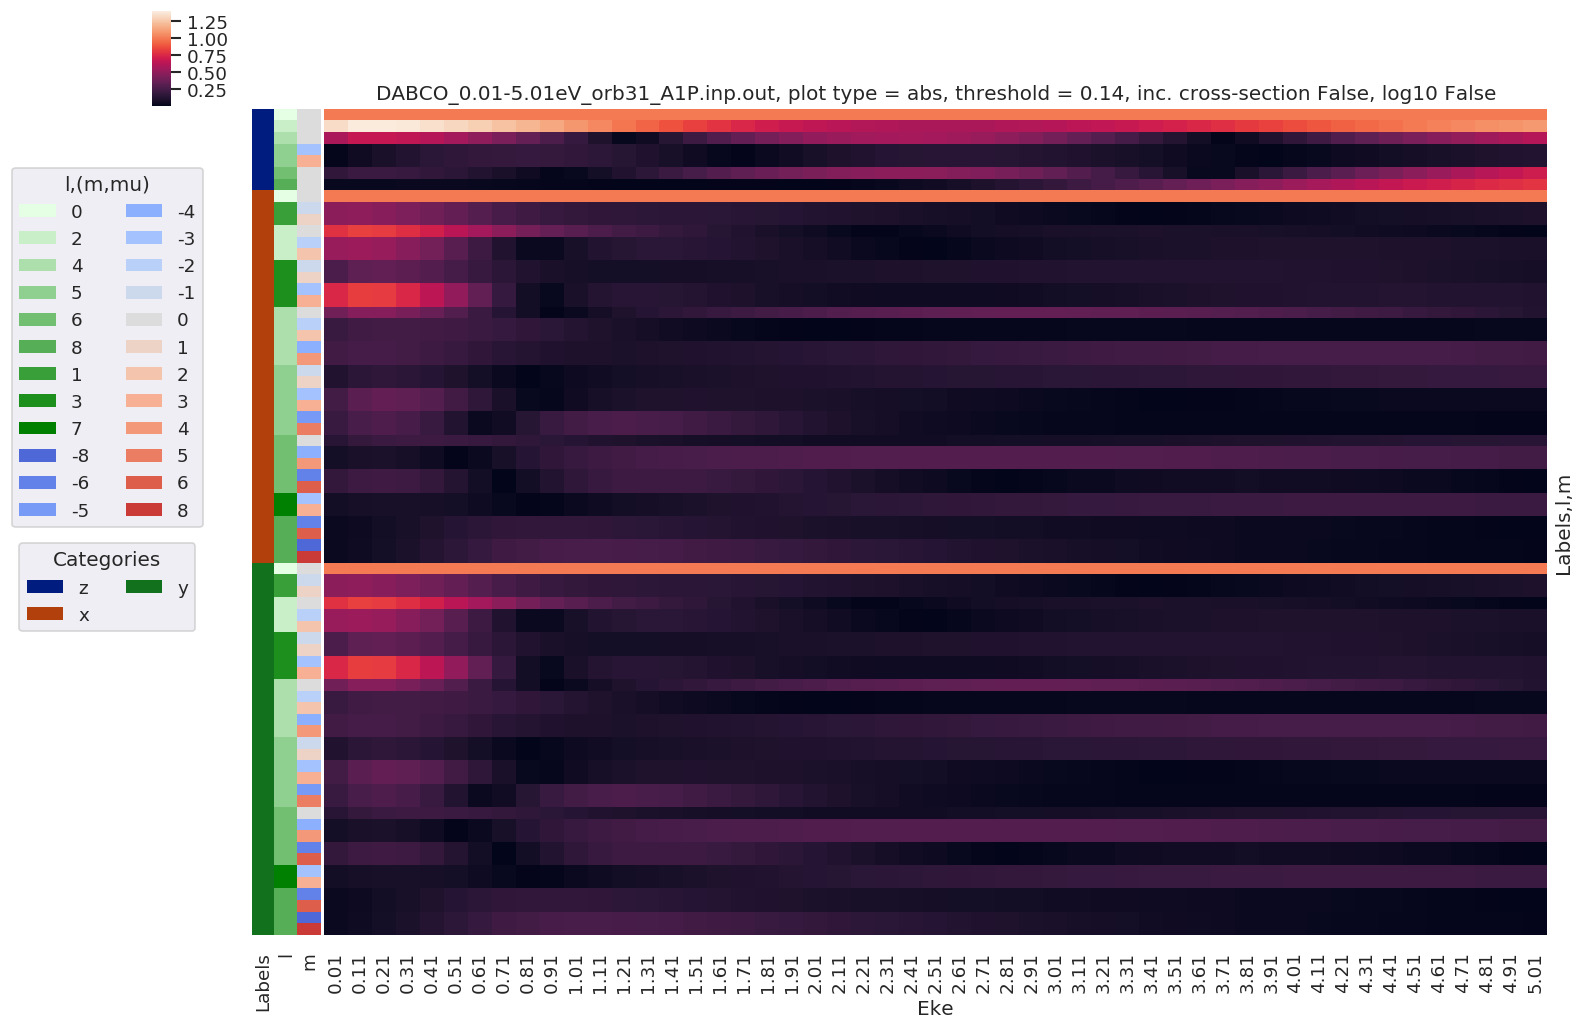 1.25
1.00
0.75
0.50
0.25
DABCO_0.01-5.01eV_orb31_A1P.inp.out, plot type = abs, threshold = 0.14, inc. cross-section False, log10 False
l,(m,mu)
0 -4
2 -3
4 -2
5 -1
6 0
8 1
1 2
3 3
7 4
-8 5
-6 6
-5 8
Categories
z y
x
Labels,l,m
Labels l m
0.01 0.11 0.21 0.31 0.41 0.51 0.61 0.71 0.81 0.91 1.01 1.11 1.21 1.31 1.41 1.51 1.61 1.71 1.81 1.91 2.01 2.11 2.21 2.31 2.41 2.51 2.61 2.71 2.81 2.91 3.01 3.11 3.21 3.31 3.41 3.51 3.61 3.71 3.81 3.91 4.01 4.11 4.21 4.31 4.41 4.51 4.61 4.71 4.81 4.91 5.01
Eke